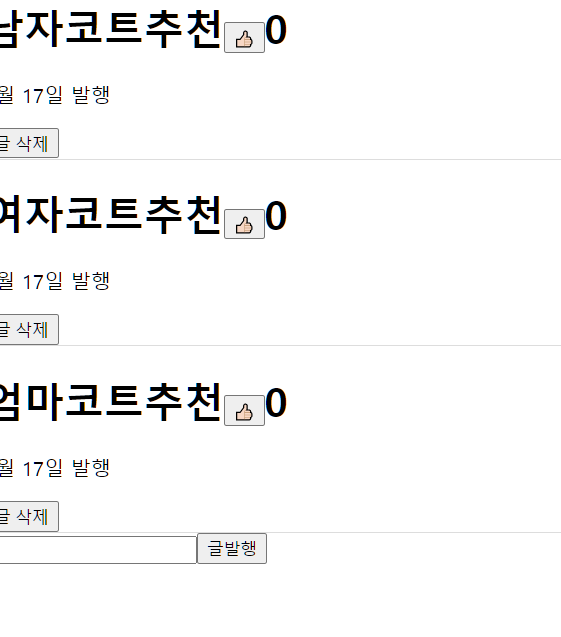 남자코트추천👍0
월 17일 발행
글 삭제
여자코트추천👍0
월 17일 발행
글 삭제
엄마코트추천👍0
월 17일 발행
글 삭제
글발행